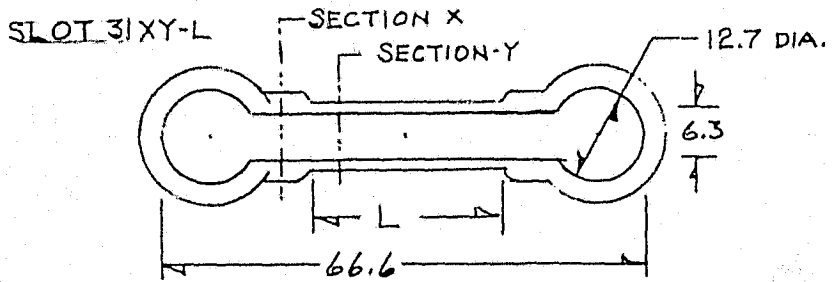 SLOT 31XY-L
SECTION X
SECTION-Y
12.7 DIA.
6.3
L
66.6